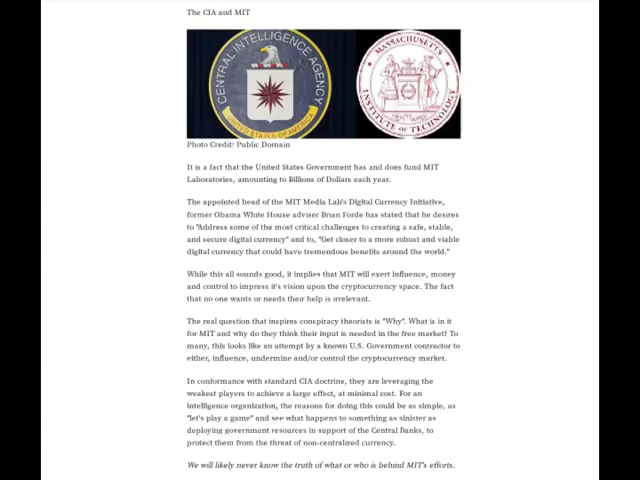 The CIA and MIT
CENTRAL INTELLIGENCE AGENCY
UNITED STATES OF AMERICA
MASSACHUSETTS
INSTITUTE OF TECHNOLOGY
Photo Credit: Public Domain
It is a fact that the United States Government has and does fund MIT
Laboratories, amounting to Billions of Dollars each year.
The appointed head of the MIT Media Lab's Digital Currency Initiative,
former Obama White House adviser Brian Forde has stated that he desires
to "Address some of the most critical challenges to creating a safe, stable,
and secure digital currency" and to, "Get closer to a more robust and viable
digital currency that could have tremendous benefits around the world."
While this all sounds good, it implies that MIT will exert influence, money
and control to impress it's vision upon the cryptocurrency space. The fact
that no one wants or needs their help is irrelevant.
The real question that inspires conspiracy theorists is "Why". What is in it
for MIT and why do they think their input is needed in the free market? To
many, this looks like an attempt by a known U.S. Government contractor to
either, influence, undermine and/or control the cryptocurrency market.
In conformance with standard CIA doctrine, they are leveraging the
weakest players to achieve a large effect, at minimal cost. For an
intelligence organization, the reasons for doing this could be as simple, as
"let's play a game" and see what happens to something as sinister as
deploying government resources in support of the Central Banks, to
protect them from the threat of non-centralized currency.
We will likely never know the truth of what or who is behind MIT's efforts.